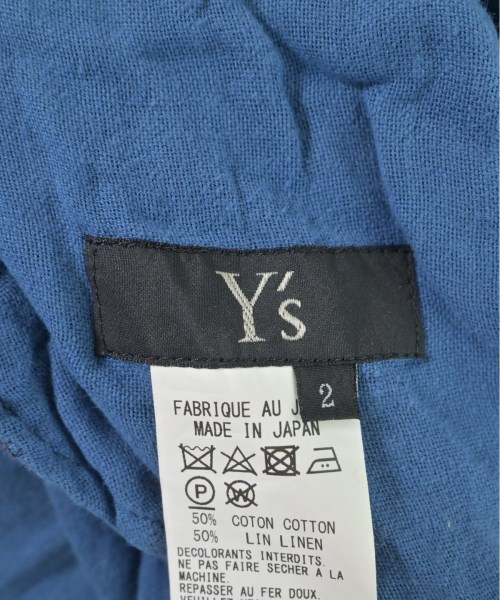 Y's
2
FABRIQUE AU J
MADE IN JAPAN
P W
50% COTON COTTON
50% LIN LINEN
DECOLORANTS INTERDITS.
NE PAS FAIRE SECHER A LA
MACHINE.
REPASSER AU FER DOUX.